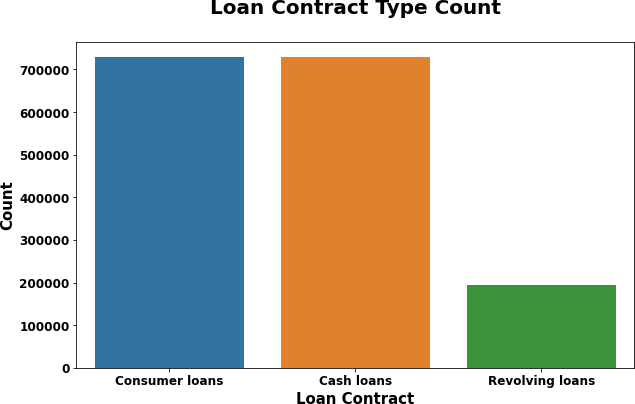 Loan Contract Type Count
Count
700000
600000
500000
400000
300000
200000
100000
0
Consumer loans
Cash loans
Revolving loans
Loan Contract